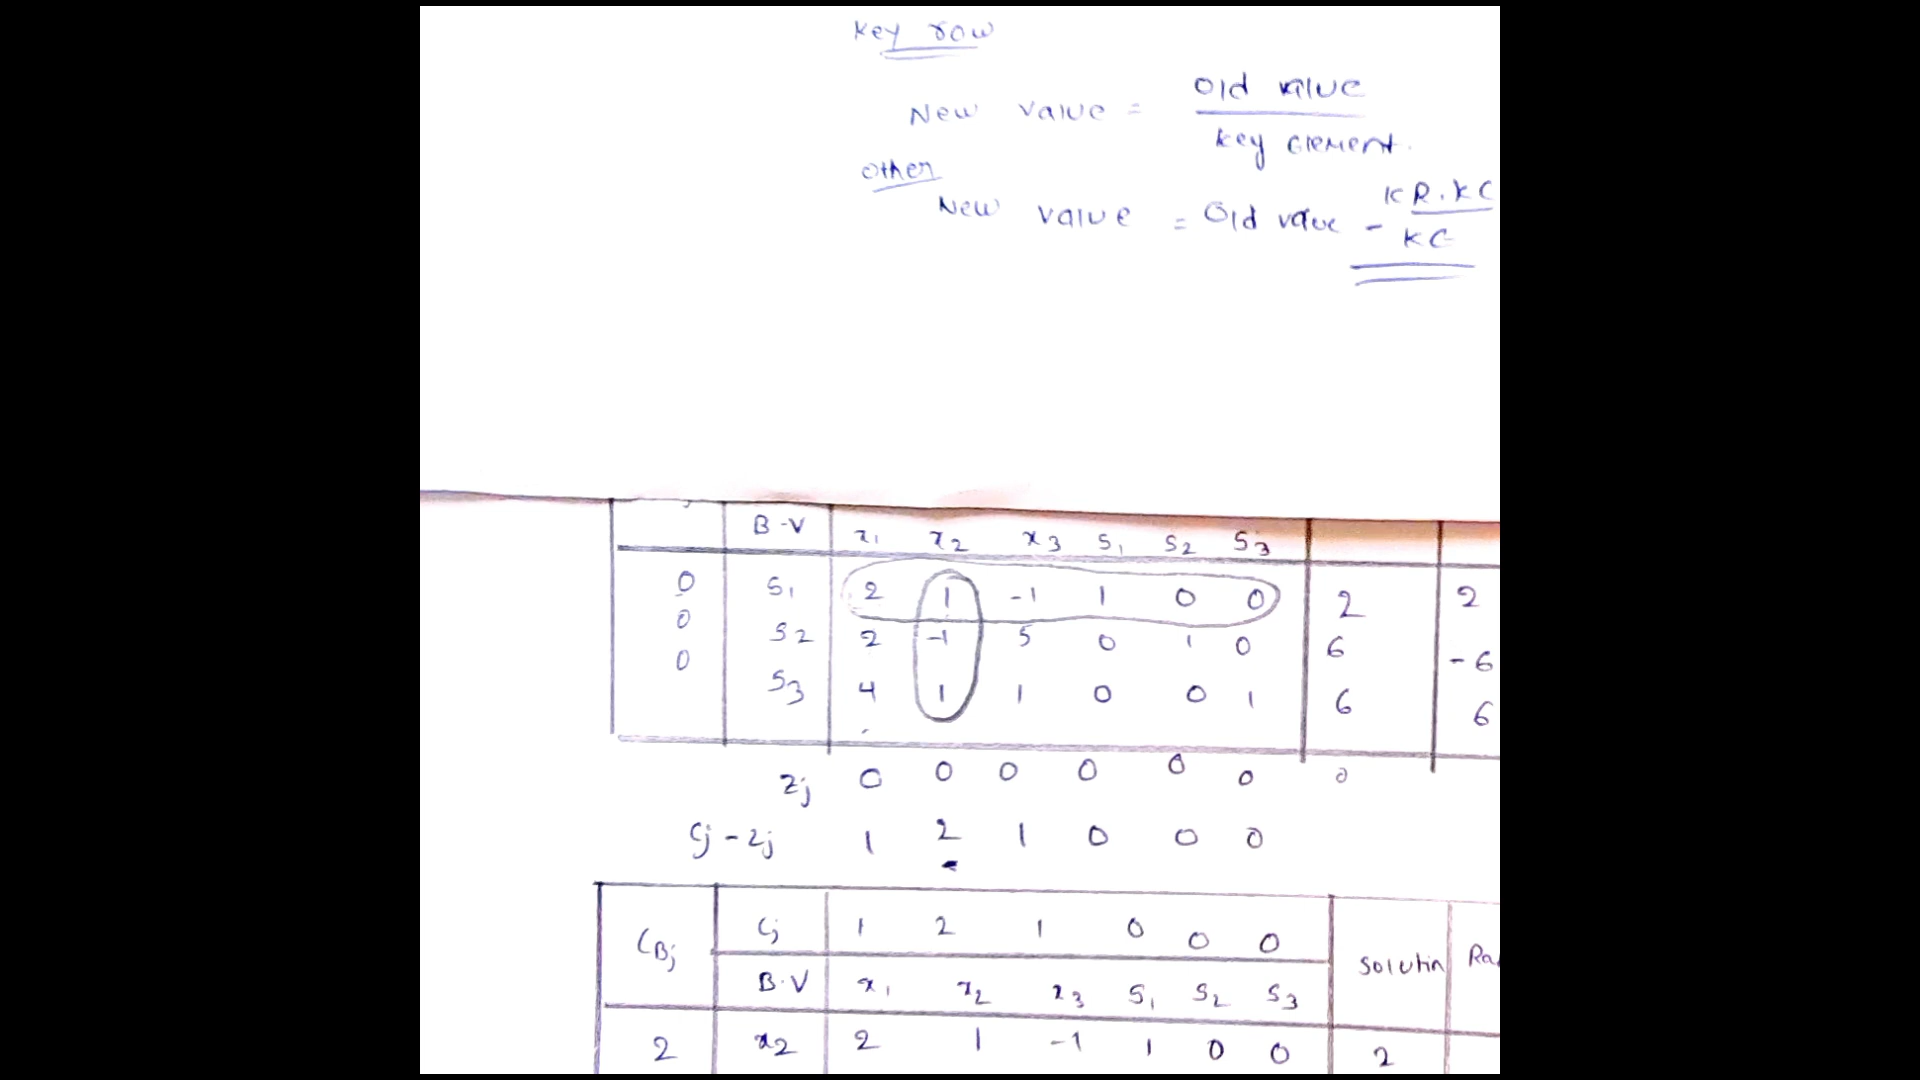 Key row
New value = Old value / Key element.
Other
New value = Old value - KR.KC / KE
B-V x1 x2 x3 S1 S2 S3
0 S1 2 1 -1 1 0 0 2 2
0 S2 2 -1 5 0 1 0 6 -6
0 S3 4 1 1 0 0 1 6 6
Zj 0 0 0 0 0 0 0
Cj - Zj 1 2 1 0 0 0
CBj Cj 1 2 1 0 0 0 Solutin
B.V x1 x2 x3 S1 S2 S3
2 x2 2 1 -1 1 0 0 2